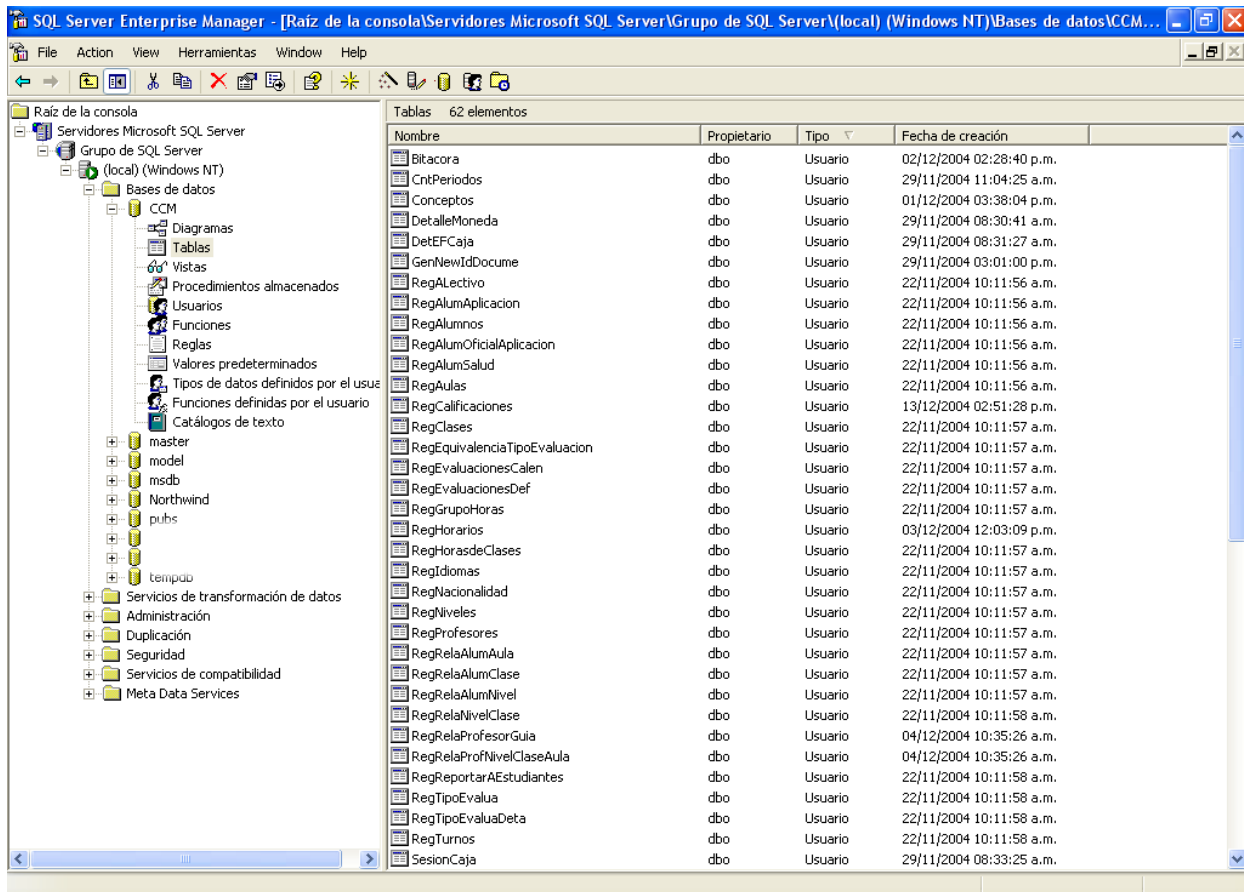 SQL Server Enterprise Manager - [Raíz de la consola\Servidores Microsoft SQL Server\Grupo de SQL Server\(local) (Windows NT)\Bases de datos\CCM...
File Action View Herramientas Window Help
Raíz de la consola
Servidores Microsoft SQL Server
Grupo de SQL Server
(local) (Windows NT)
Bases de datos
CCM
Diagramas
Tablas
Vistas
Procedimientos almacenados
Usuarios
Funciones
Reglas
Valores predeterminados
Tipos de datos definidos por el usua
Funciones definidas por el usuario
Catálogos de texto
master
model
msdb
Northwind
pubs
tempdb
Servicios de transformación de datos
Administración
Duplicación
Seguridad
Servicios de compatibilidad
Meta Data Services
Tablas 62 elementos
Nombre Propietario Tipo Fecha de creación
Bitacora dbo Usuario 02/12/2004 02:28:40 p.m.
CntPeriodos dbo Usuario 29/11/2004 11:04:25 a.m.
Conceptos dbo Usuario 01/12/2004 03:38:04 p.m.
DetalleMoneda dbo Usuario 29/11/2004 08:30:41 a.m.
DetEFCaja dbo Usuario 29/11/2004 08:31:27 a.m.
GenNewIdDocume dbo Usuario 29/11/2004 03:01:00 p.m.
RegALectivo dbo Usuario 22/11/2004 10:11:56 a.m.
RegAlumAplicacion dbo Usuario 22/11/2004 10:11:56 a.m.
RegAlumnos dbo Usuario 22/11/2004 10:11:56 a.m.
RegAlumOficialAplicacion dbo Usuario 22/11/2004 10:11:56 a.m.
RegAlumSalud dbo Usuario 22/11/2004 10:11:56 a.m.
RegAulas dbo Usuario 22/11/2004 10:11:56 a.m.
RegCalificaciones dbo Usuario 13/12/2004 02:51:28 p.m.
RegClases dbo Usuario 22/11/2004 10:11:57 a.m.
RegEquivalenciaTipoEvaluacion dbo Usuario 22/11/2004 10:11:57 a.m.
RegEvaluacionesCalen dbo Usuario 22/11/2004 10:11:57 a.m.
RegEvaluacionesDef dbo Usuario 22/11/2004 10:11:57 a.m.
RegGrupoHoras dbo Usuario 22/11/2004 10:11:57 a.m.
RegHorarios dbo Usuario 03/12/2004 12:03:09 p.m.
RegHorasdeClases dbo Usuario 22/11/2004 10:11:57 a.m.
RegIdiomas dbo Usuario 22/11/2004 10:11:57 a.m.
RegNacionalidad dbo Usuario 22/11/2004 10:11:57 a.m.
RegNiveles dbo Usuario 22/11/2004 10:11:57 a.m.
RegProfesores dbo Usuario 22/11/2004 10:11:57 a.m.
RegRelaAlumAula dbo Usuario 22/11/2004 10:11:57 a.m.
RegRelaAlumClase dbo Usuario 22/11/2004 10:11:57 a.m.
RegRelaAlumNivel dbo Usuario 22/11/2004 10:11:57 a.m.
RegRelaNivelClase dbo Usuario 22/11/2004 10:11:58 a.m.
RegRelaProfesorGuia dbo Usuario 04/12/2004 10:35:26 a.m.
RegRelaProfNivelClaseAula dbo Usuario 04/12/2004 10:35:26 a.m.
RegReportarAEstudiantes dbo Usuario 22/11/2004 10:11:58 a.m.
RegTipoEvalua dbo Usuario 22/11/2004 10:11:58 a.m.
RegTipoEvaluaDeta dbo Usuario 22/11/2004 10:11:58 a.m.
RegTurnos dbo Usuario 22/11/2004 10:11:58 a.m.
SesionCaja dbo Usuario 29/11/2004 08:33:25 a.m.